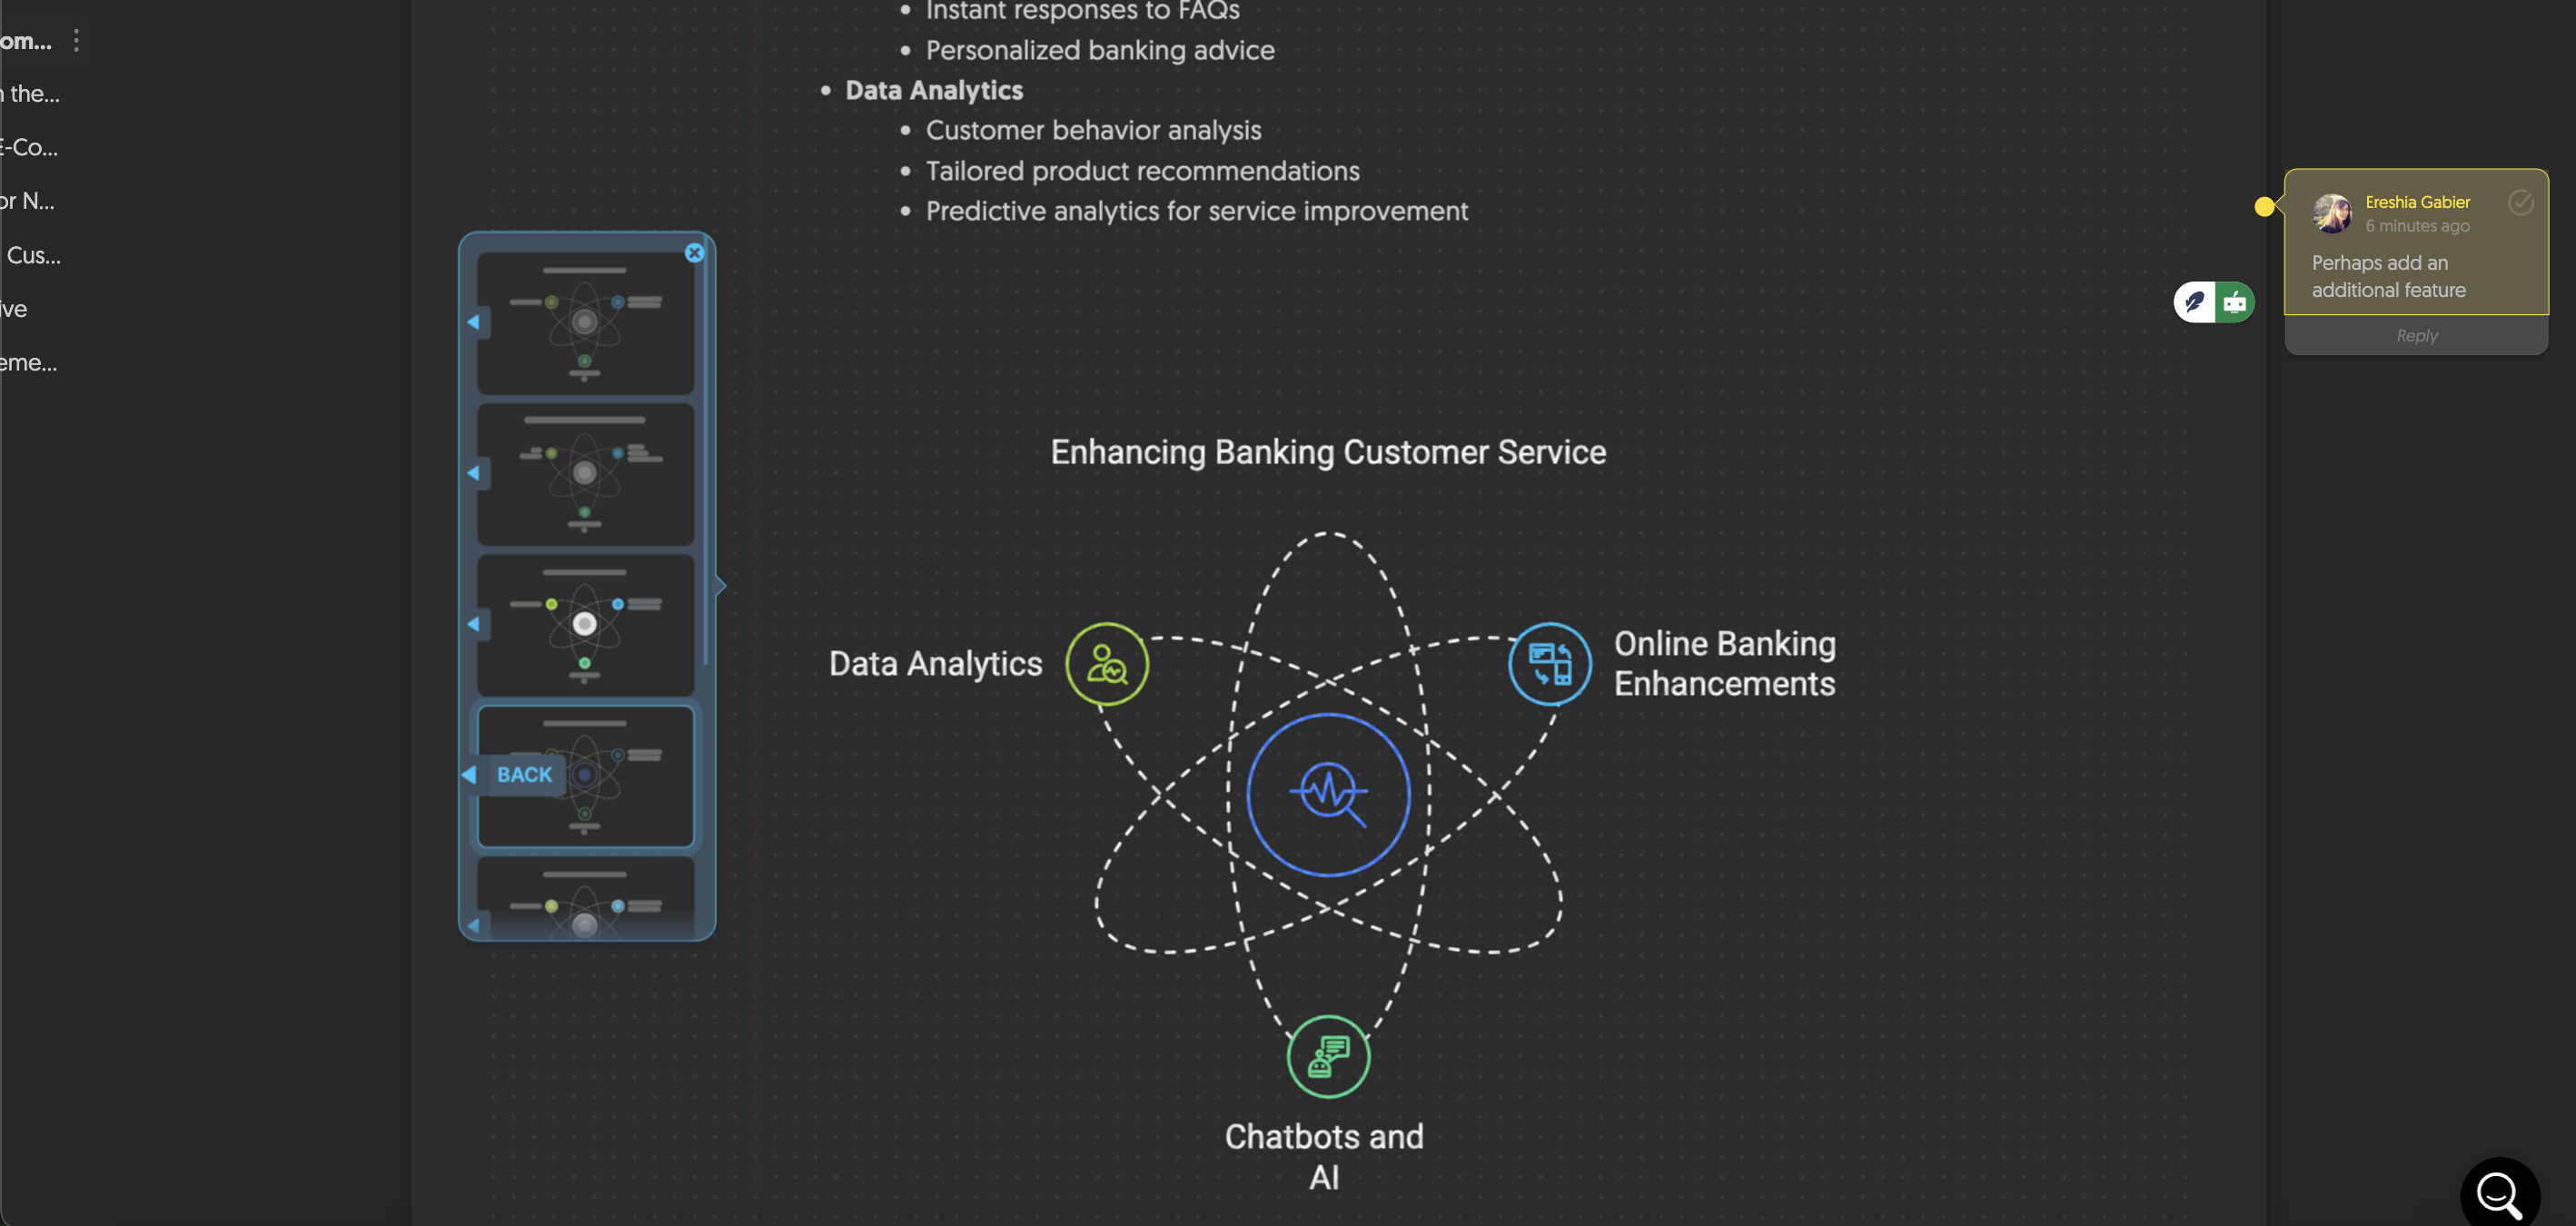 om...
n the...
E-Co...
or N...
Cus...
ive
eme...
Instant responses to FAQs
Personalized banking advice
Data Analytics
Customer behavior analysis
Tailored product recommendations
Predictive analytics for service improvement
BACK
Enhancing Banking Customer Service
Data Analytics
Online Banking
Enhancements
Chatbots and
AI
Ereshia Gabier
6 minutes ago
Perhaps add an
additional feature
Reply